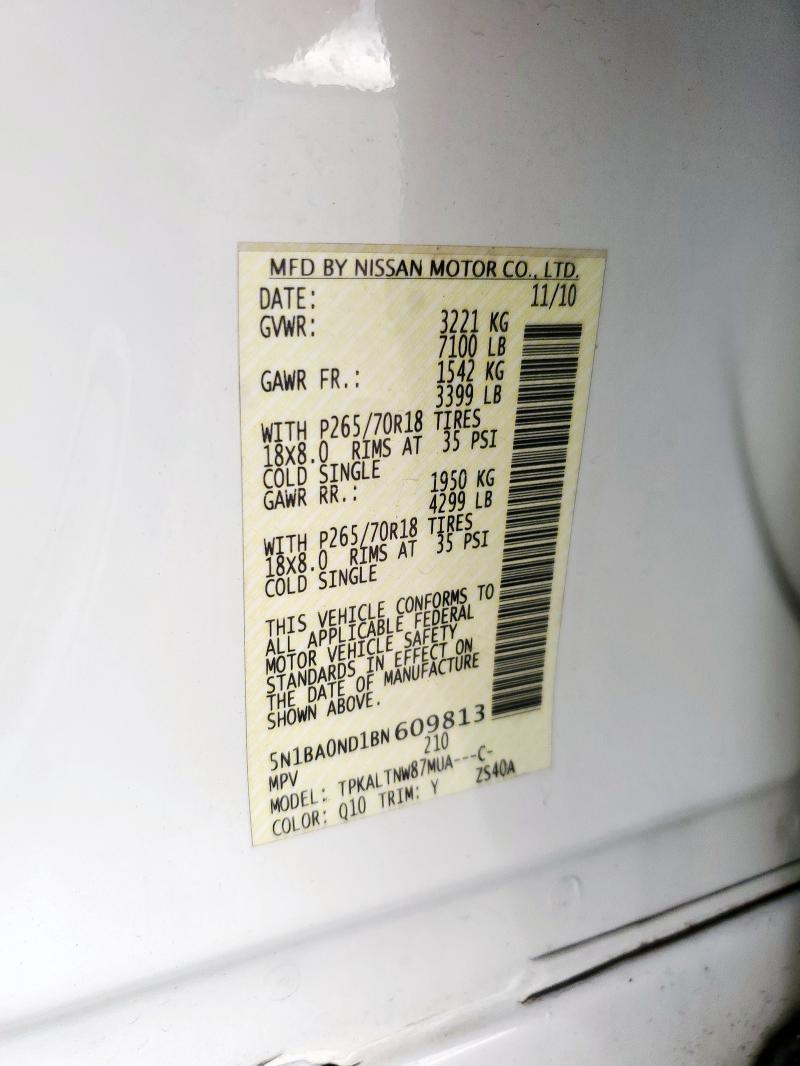 MFD BY NISSAN MOTOR CO., LTD.
DATE: 11/10
GVWR: 3221 KG
7100 LB
GAWR FR.: 1542 KG
3399 LB
WITH P265/70R18 TIRES
18X8.0 RIMS AT 35 PSI
COLD SINGLE
GAWR RR.: 1950 KG
4299 LB
WITH P265/70R18 TIRES
18X8.0 RIMS AT 35 PSI
COLD SINGLE
THIS VEHICLE CONFORMS TO
ALL APPLICABLE FEDERAL
MOTOR VEHICLE SAFETY
STANDARDS IN EFFECT ON
THE DATE OF MANUFACTURE
SHOWN ABOVE.
5N1BA0ND1BN609813
MPV 210
MODEL: TPKALTNW87MUA---C-
COLOR: Q10 TRIM: Y ZS40A